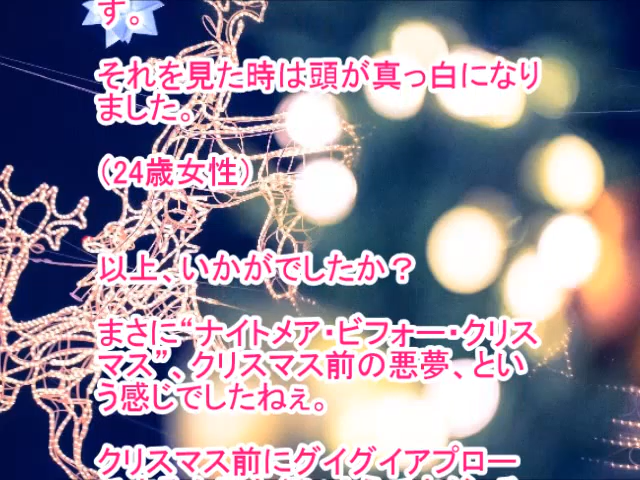 す。
それを見た時は頭が真っ白になり
ました。
（24歳女性）
以上、いかがでしたか？
まさに“ナイトメア・ビフォー・クリス
マス”、クリスマス前の悪夢、とい
う感じでしたねぇ。
クリスマス前にグイグイアプロー